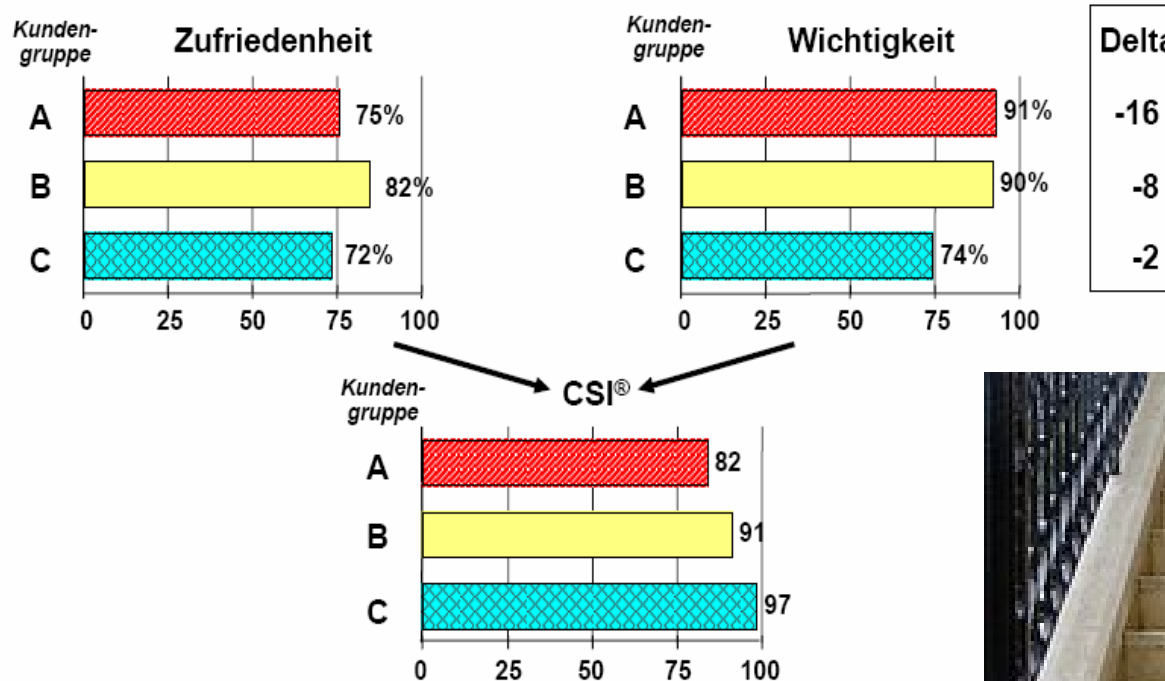 Kunden-
gruppe
Zufriedenheit
A
75%
B
82%
C
72%
0 25 50 75 100
Kunden-
gruppe
Wichtigkeit
A
91%
B
90%
C
74%
0 25 50 75 100
Delta
-16
-8
-2
Kunden-
gruppe
CSI®
A
82
B
91
C
97
0 25 50 75 100